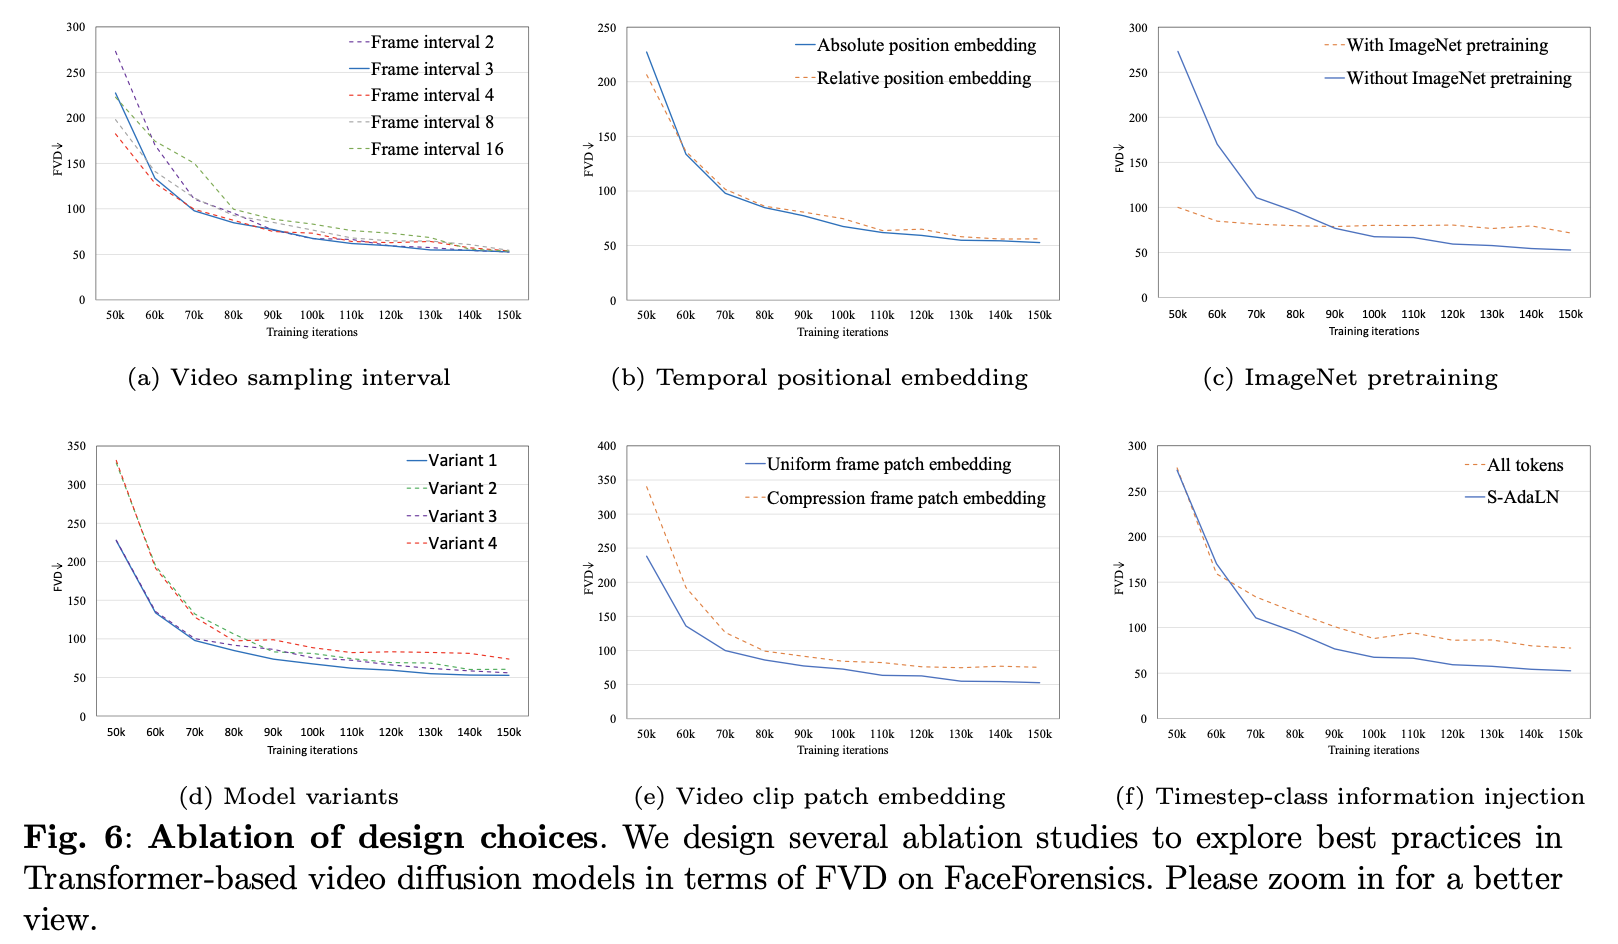 300
250
200
150
100
50
0
FVD↓
Frame interval 2
Frame interval 3
Frame interval 4
Frame interval 8
Frame interval 16
50k 60k 70k 80k 90k 100k 110k 120k 130k 140k 150k
Training iterations
(a) Video sampling interval
250
200
150
100
50
0
FVD↓
Absolute position embedding
Relative position embedding
50k 60k 70k 80k 90k 100k 110k 120k 130k 140k 150k
Training iterations
(b) Temporal positional embedding
300
250
200
150
100
50
0
FVD↓
With ImageNet pretraining
Without ImageNet pretraining
50k 60k 70k 80k 90k 100k 110k 120k 130k 140k 150k
Training iterations
(c) ImageNet pretraining
350
300
250
200
150
100
50
0
FVD↓
Variant 1
Variant 2
Variant 3
Variant 4
50k 60k 70k 80k 90k 100k 110k 120k 130k 140k 150k
Training iterations
(d) Model variants
400
350
300
250
200
150
100
50
0
FVD↓
Uniform frame patch embedding
Compression frame patch embedding
50k 60k 70k 80k 90k 100k 110k 120k 130k 140k 150k
Training iterations
(e) Video clip patch embedding
300
250
200
150
100
50
0
FVD↓
All tokens
S-AdaLN
50k 60k 70k 80k 90k 100k 110k 120k 130k 140k 150k
Training iterations
(f) Timestep-class information injection
Fig. 6: Ablation of design choices. We design several ablation studies to explore best practices in
Transformer-based video diffusion models in terms of FVD on FaceForensics. Please zoom in for a better
view.